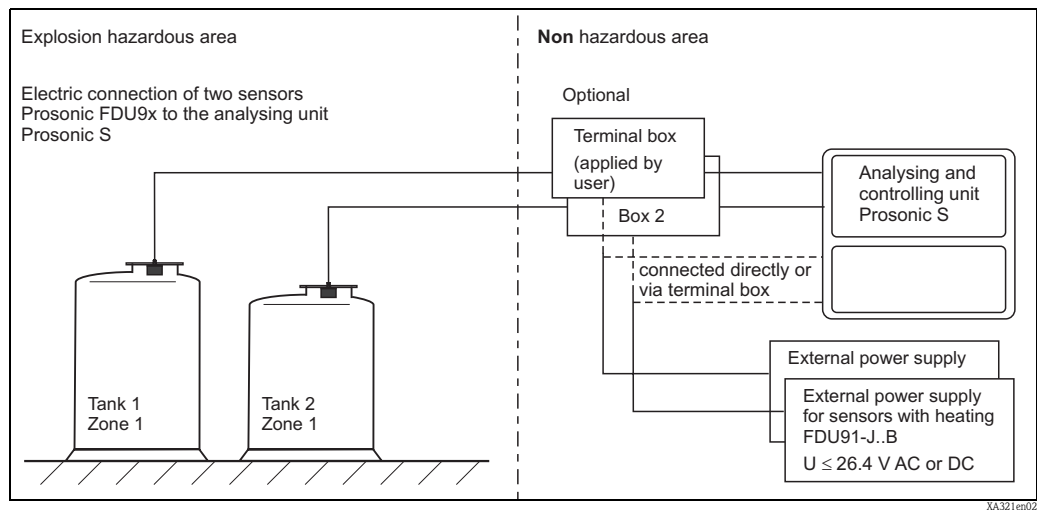 Explosion hazardous area
Non hazardous area
Electric connection of two sensors
Prosonic FDU9x to the analysing unit
Prosonic S
Optional
Terminal box
(applied by
user)
Box 2
Analysing and
controlling unit
Prosonic S
connected directly or
via terminal box
External power supply
External power supply
for sensors with heating
FDU91-J..B
U ≤ 26.4 V AC or DC
Tank 1
Zone 1
Tank 2
Zone 1
XA321en02